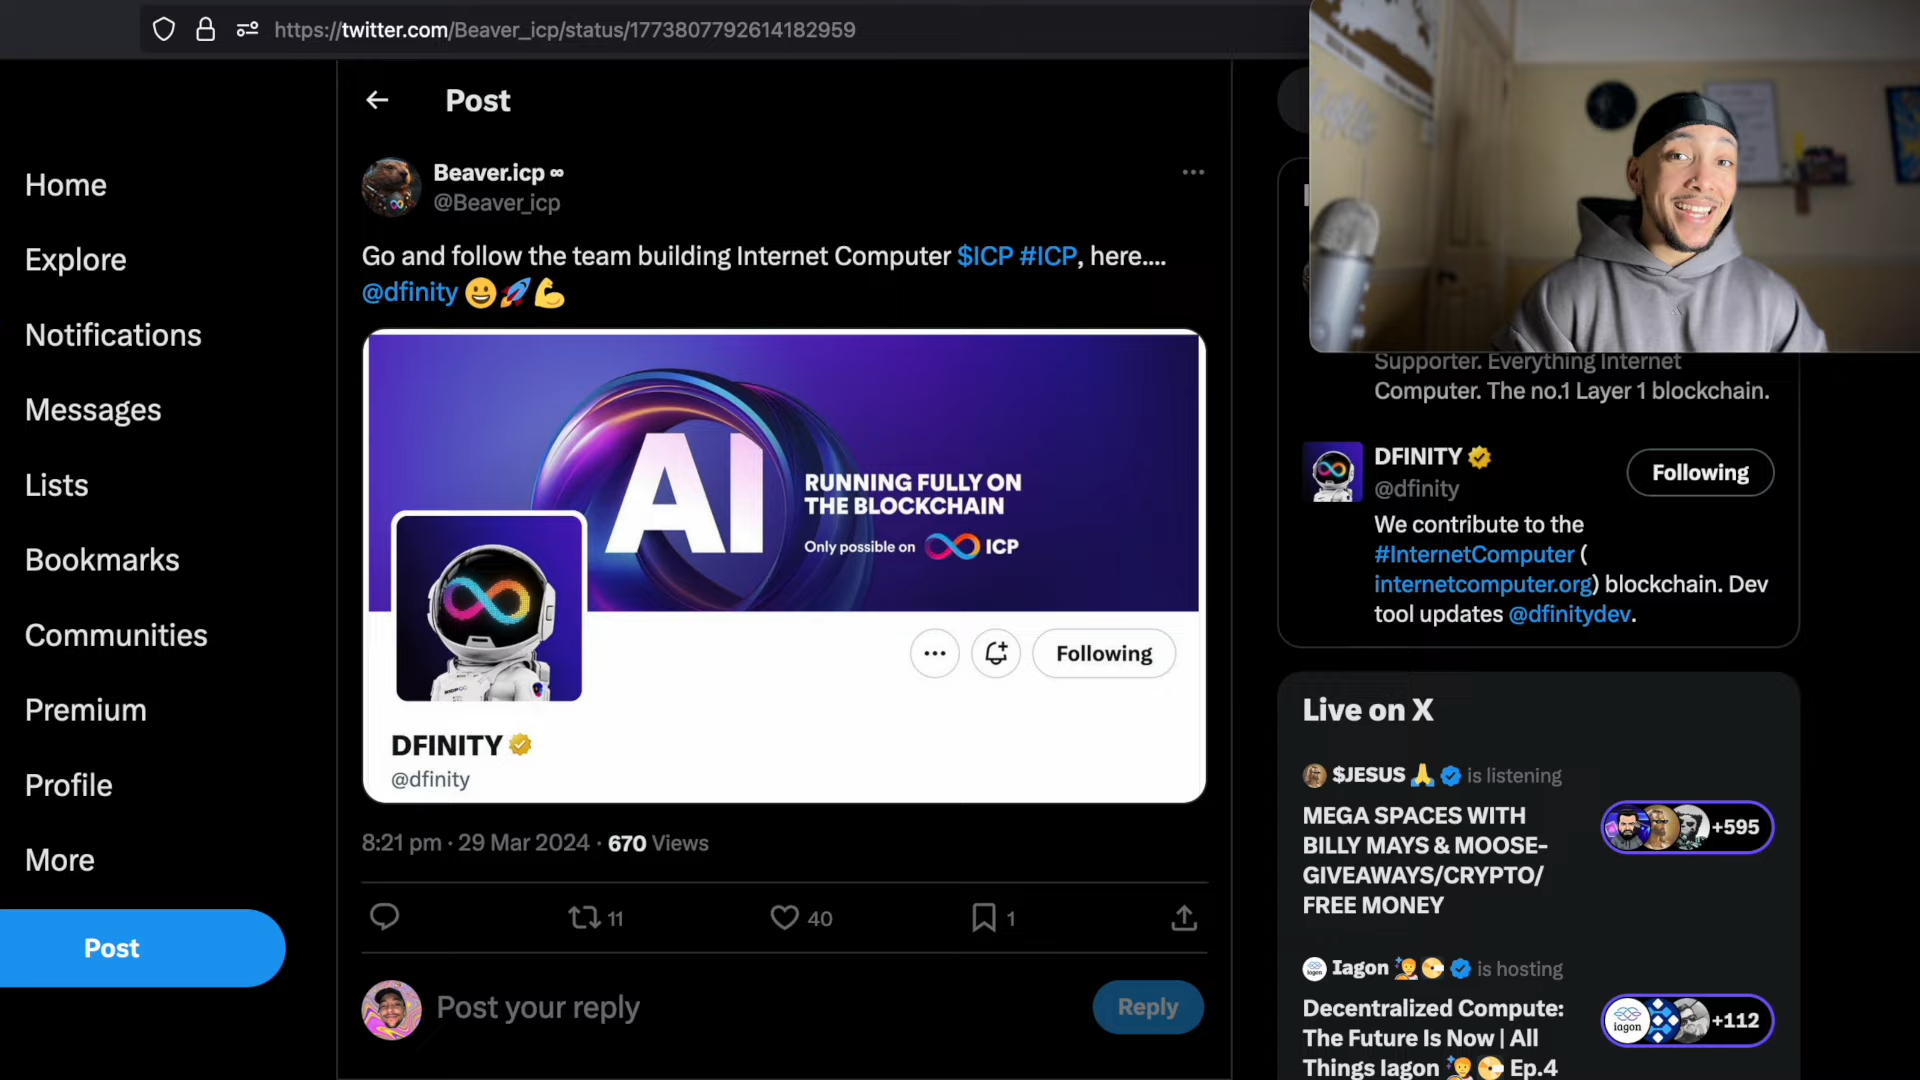 https://twitter.com/Beaver_icp/status/1773807792614182959
Home
Explore
Notifications
Messages
Lists
Bookmarks
Communities
Premium
Profile
More
Post
Post
Beaver.icp ∞
@Beaver_icp
Go and follow the team building Internet Computer $ICP #ICP, here....
@dfinity 😀🚀💪
AI
RUNNING FULLY ON
THE BLOCKCHAIN
Only possible on ICP
Following
DFINITY
@dfinity
8:21 pm · 29 Mar 2024 · 670 Views
11
40
1
Post your reply
Reply
Supporter. Everything Internet
Computer. The no.1 Layer 1 blockchain.
DFINITY
@dfinity
Following
We contribute to the
#InternetComputer (
internetcomputer.org) blockchain. Dev
tool updates @dfinitydev.
Live on X
$JESUS 🙏 is listening
MEGA SPACES WITH
BILLY MAYS & MOOSE-
GIVEAWAYS/CRYPTO/
FREE MONEY
+595
Iagon is hosting
Decentralized Compute:
The Future Is Now | All
Things Iagon Ep.4
iagon
+112